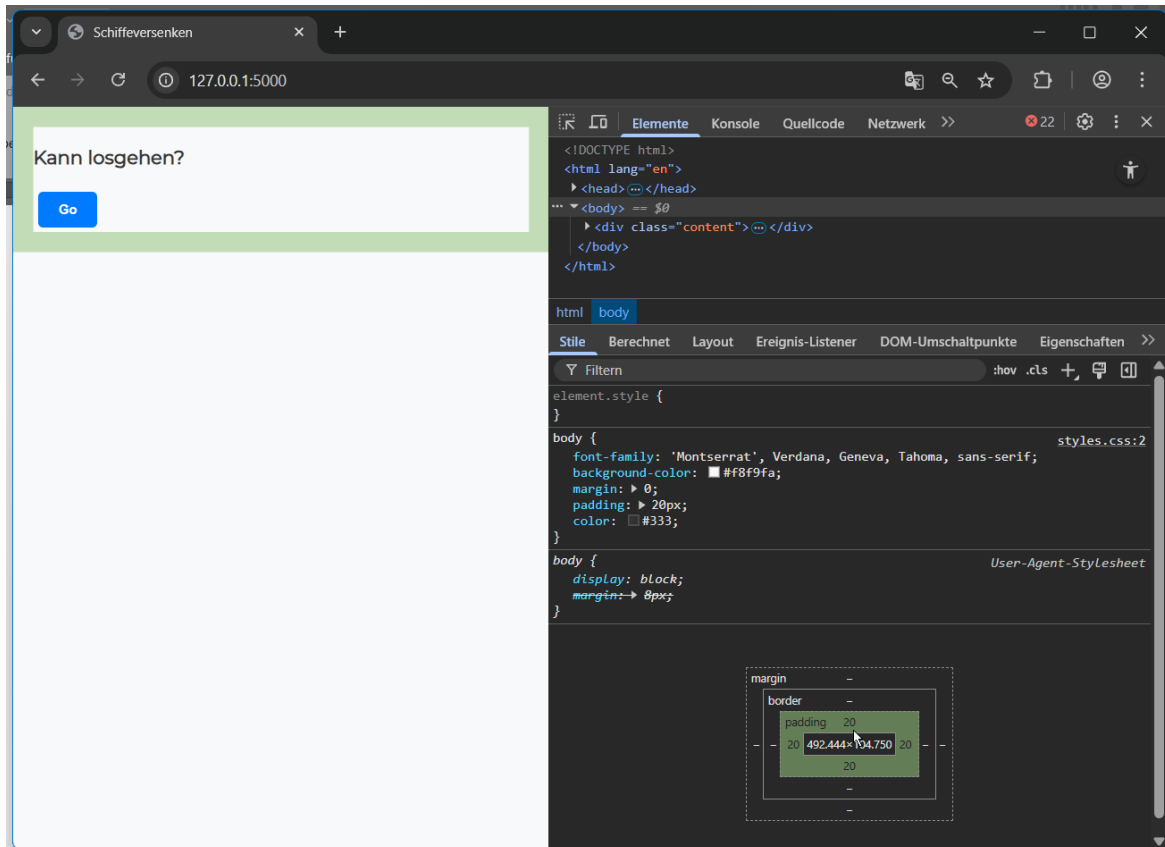 Schiffeversenken
127.0.0.1:5000
Kann losgehen?
Go
Elemente Konsole Quellcode Netzwerk 22
<!DOCTYPE html>
<html lang="en">
<head> </head>
<body> == $0
<div class="content"> </div>
</body>
</html>
html body
Stile Berechnet Layout Ereignis-Listener DOM-Umschaltpunkte Eigenschaften
Filtern :hov .cls
element.style {
}
body { styles.css:2
font-family: 'Montserrat', Verdana, Geneva, Tahoma, sans-serif;
background-color: #f8f9fa;
margin: 0;
padding: 20px;
color: #333;
}
body { User-Agent-Stylesheet
display: block;
margin: 8px;
}
margin –
border –
padding 20
– – 20 492.444×104.750 20 – –
20
–
–